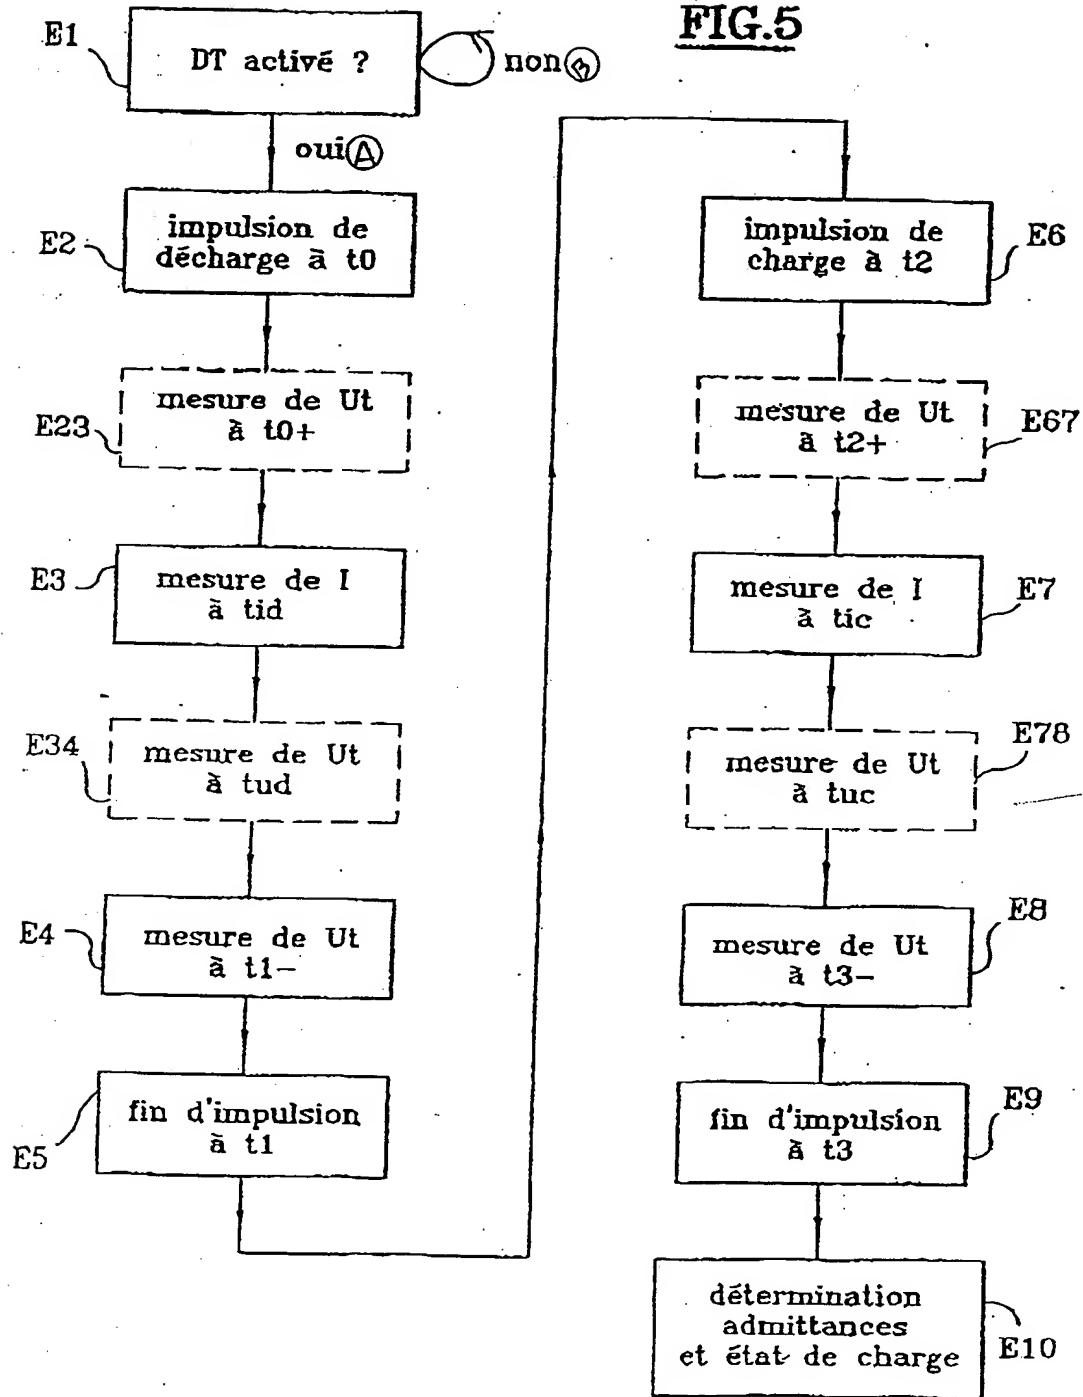 FIG.5
E1
DT activé ?
non Ⓑ
oui Ⓐ
E2
impulsion de
décharge à t0
E23
mesure de Ut
à t0+
E3
mesure de I
à tid
E34
mesure de Ut
à tud
E4
mesure de Ut
à t1-
E5
fin d'impulsion
à t1
E6
impulsion de
charge à t2
E67
mesure de Ut
à t2+
E7
mesure de I
à tic
E78
mesure de Ut
à tuc
E8
mesure de Ut
à t3-
E9
fin d'impulsion
à t3
E10
détermination
admittances
et état de charge